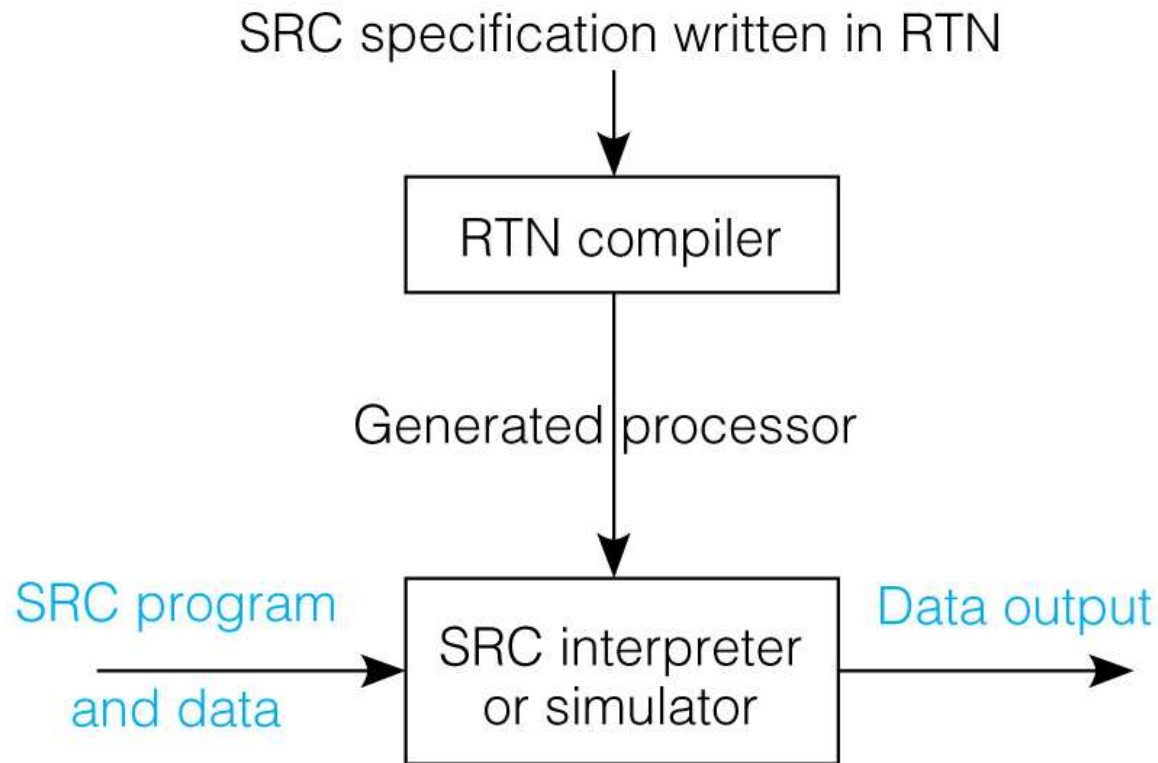 SRC specification written in RTN
RTN compiler
Generated processor
SRC program
and data
SRC interpreter
or simulator
Data output